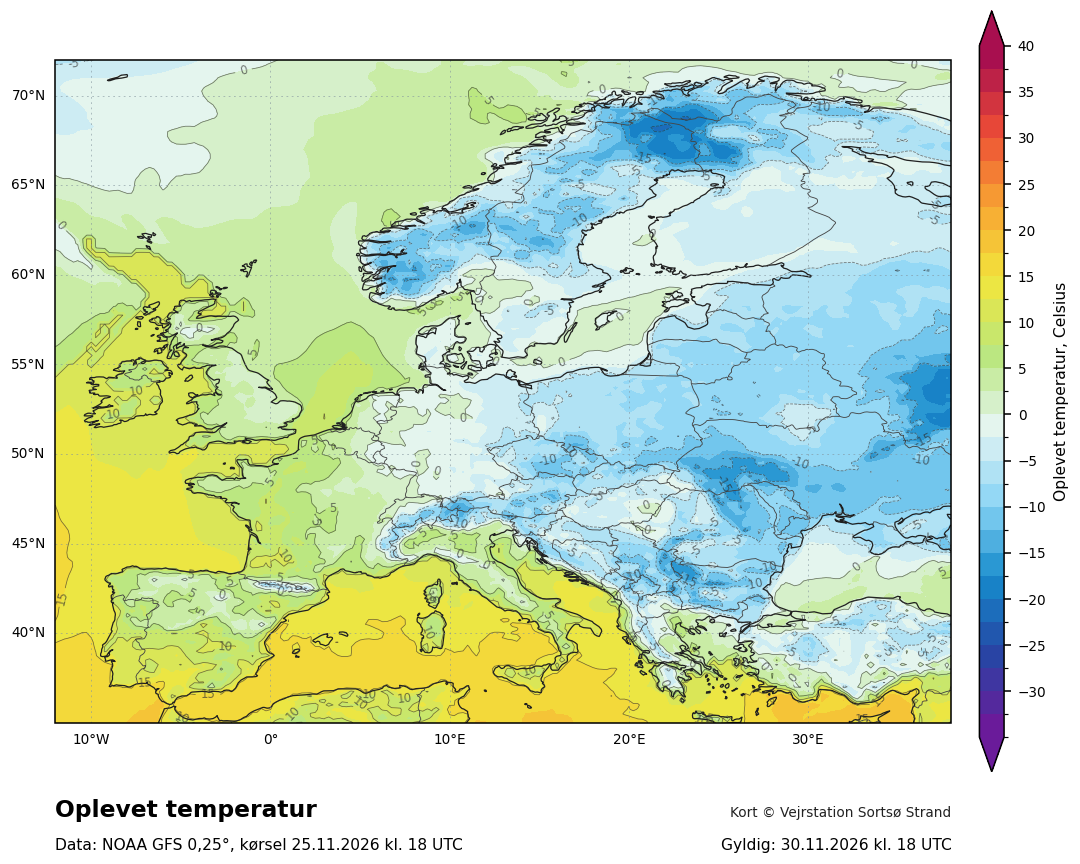 40
35
30
25
20
15
10
5
0
−5
−10
−15
−20
−25
−30
Oplevet temperatur, Celsius
70°N
65°N
60°N
55°N
50°N
45°N
40°N
10°W
0°
10°E
20°E
30°E
Oplevet temperatur
Kort © Vejrstation Sortsø Strand
Data: NOAA GFS 0,25°, kørsel 25.11.2026 kl. 18 UTC
Gyldig: 30.11.2026 kl. 18 UTC